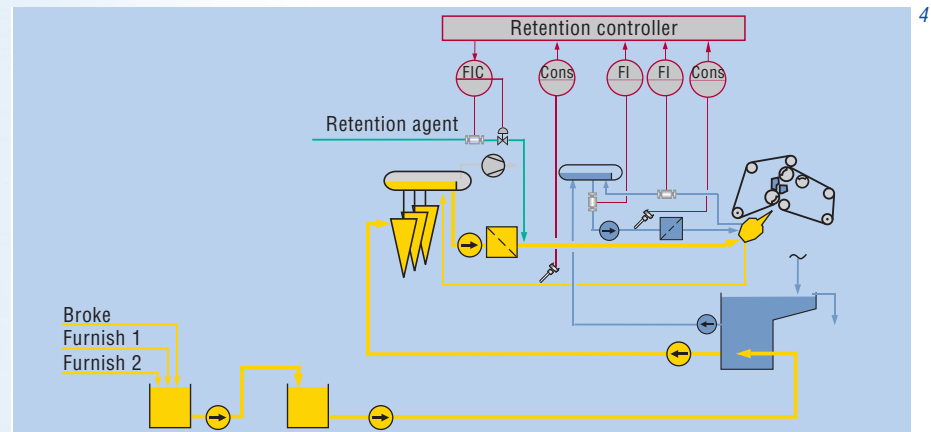 4
Retention controller
FIC
Cons
FI
FI
Cons
Retention agent
Broke
Furnish 1
Furnish 2